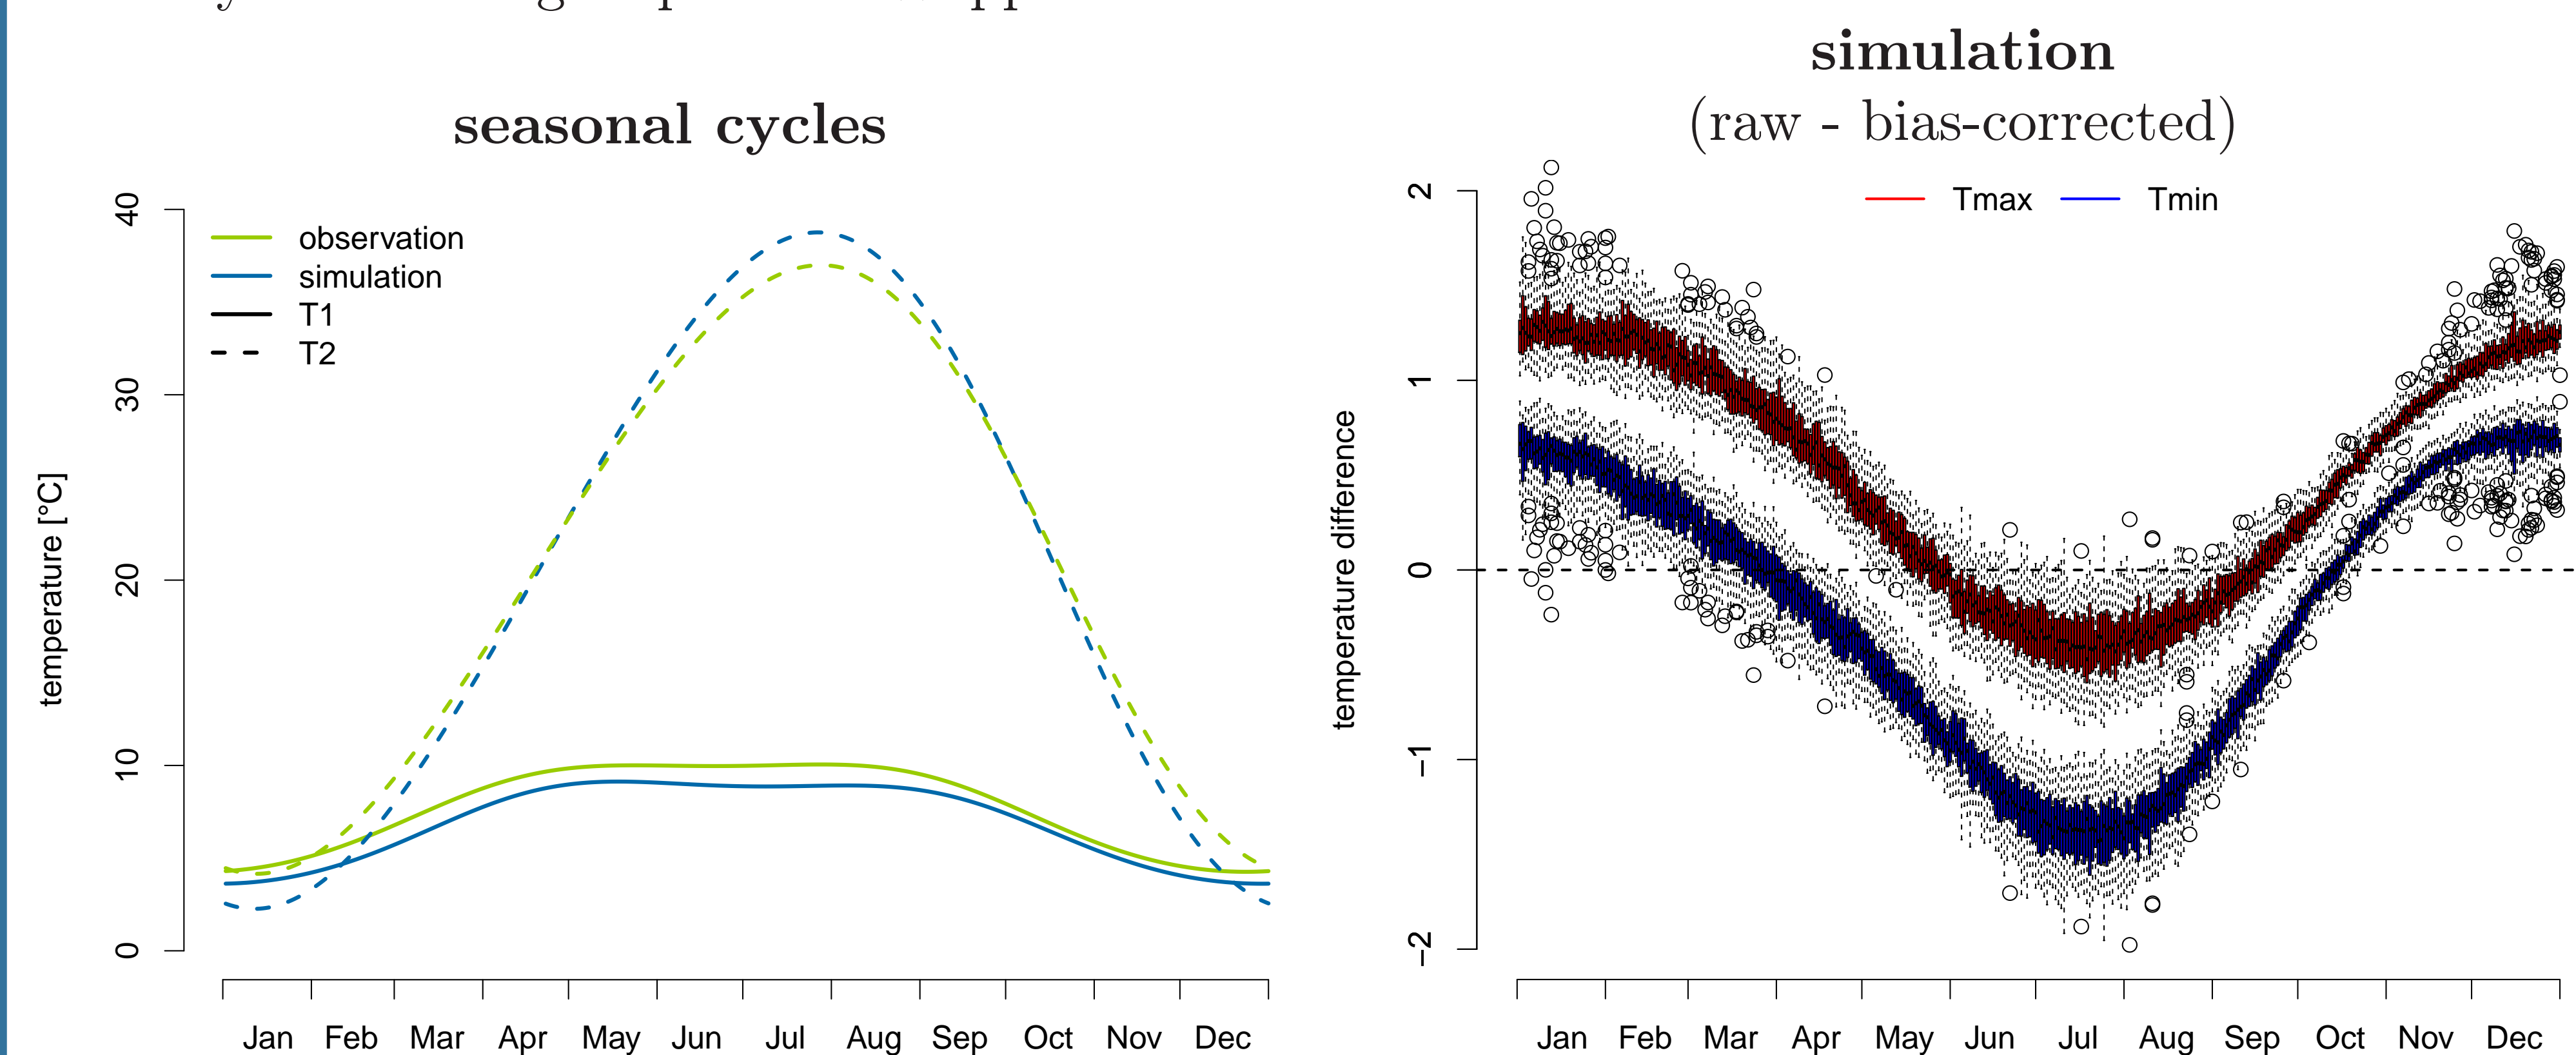 seasonal cycles
40
30
20
10
0
temperature [°C]
observation
simulation
T1
T2
Jan Feb Mar Apr May Jun Jul Aug Sep Oct Nov Dec
simulation
(raw - bias-corrected)
2
1
0
−1
−2
temperature difference
Tmax Tmin
Jan Feb Mar Apr May Jun Jul Aug Sep Oct Nov Dec